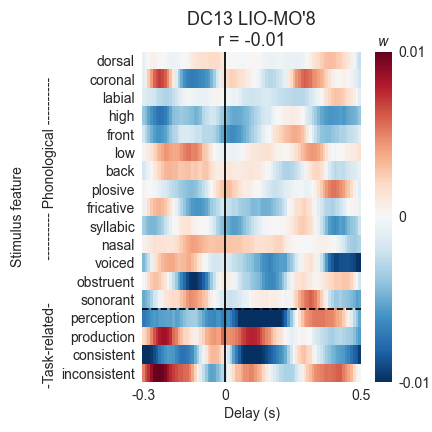 DC13 LIO-MO'8
r = -0.01
w
dorsal
coronal
labial
high
front
low
back
plosive
fricative
syllabic
nasal
voiced
obstruent
sonorant
perception
production
consistent
inconsistent
Stimulus feature
-Task-related- ----------- Phonological ----------
-0.3 0 0.5
Delay (s)
0.01
0
-0.01